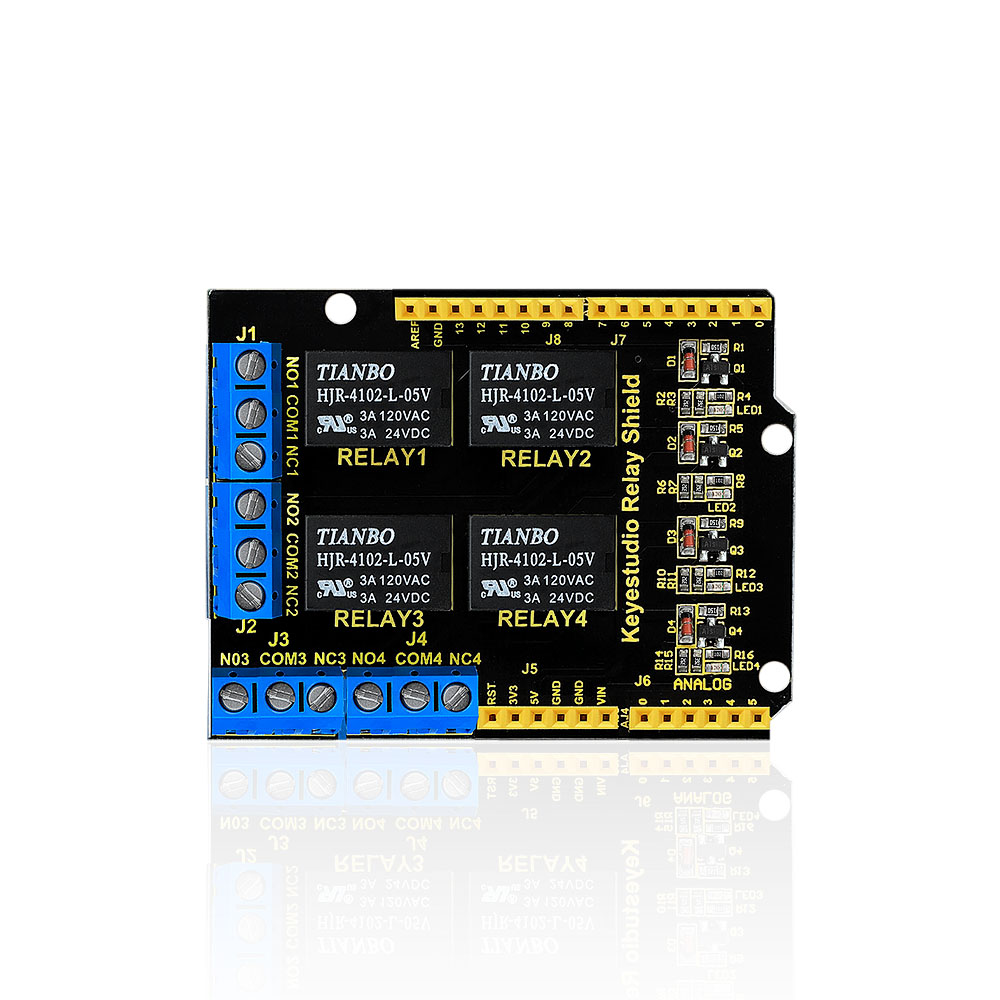 AREF
GND
13
12
11
10
9
8
7
6
5
4
3
2
1
0
J8
J7
J1
NO1 COM1 NC1
TIANBO
HJR-4102-L-05V
3A 120VAC
3A 24VDC
c US ®
RELAY1
TIANBO
HJR-4102-L-05V
3A 120VAC
3A 24VDC
c US ®
RELAY2
Keyestudio Relay Shield
D1
R1
Q1
R2
R3
R4
LED1
D2
R5
Q2
R6
R7
R8
LED2
D3
R9
Q3
R10
R11
R12
LED3
D4
R13
Q4
R14
R15
R16
LED4
NO2 COM2 NC2
J2
TIANBO
HJR-4102-L-05V
3A 120VAC
3A 24VDC
c US ®
RELAY3
TIANBO
HJR-4102-L-05V
3A 120VAC
3A 24VDC
c US ®
RELAY4
J3
J4
N03 COM3 NC3 NO4 COM4 NC4
J5
RST
3V3
5V
GND
GND
VIN
J6
ANALOG
AJ4
0
1
2
3
4
5